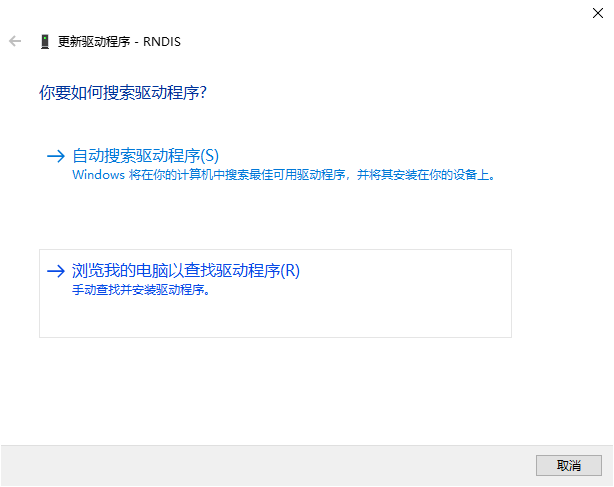 更新驱动程序 - RNDIS
你要如何搜索驱动程序?
自动搜索驱动程序(S)
Windows 将在你的计算机中搜索最佳可用驱动程序，并将其安装在你的设备上。
浏览我的电脑以查找驱动程序(R)
手动查找并安装驱动程序。
取消